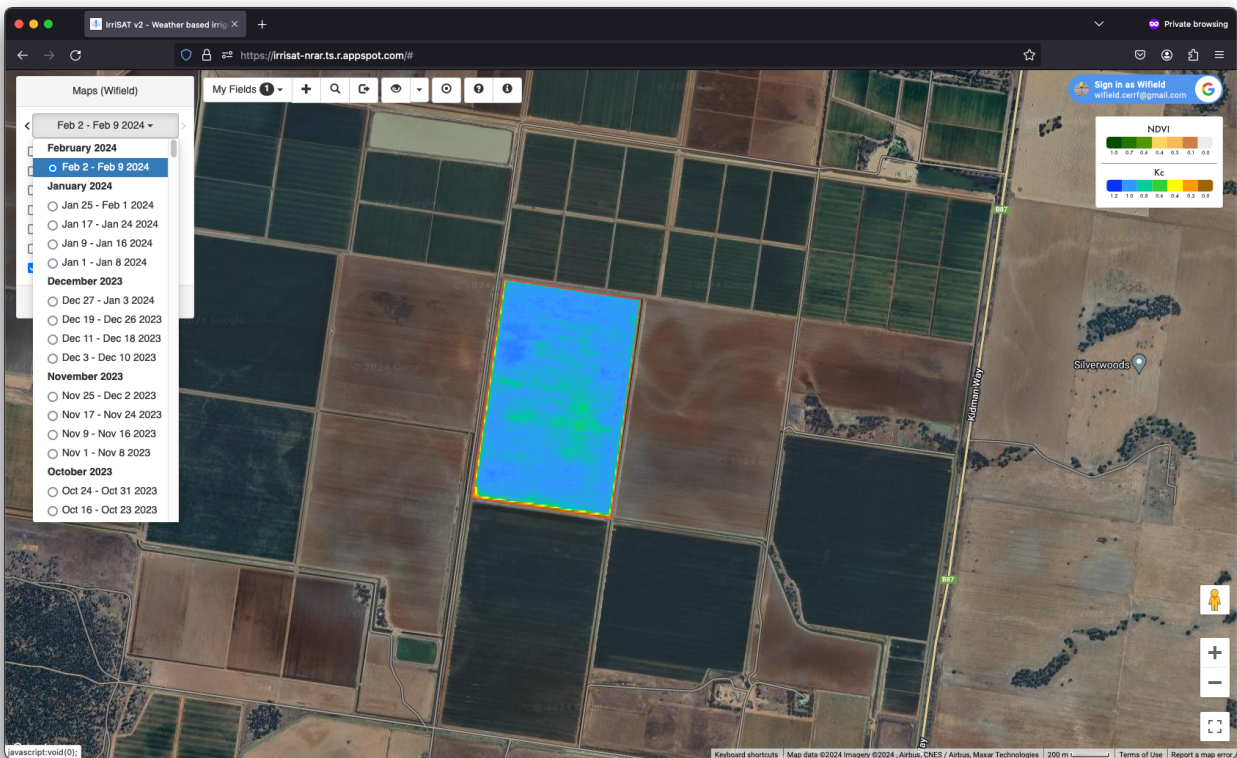 IrriSAT v2 - Weather based irrig
Private browsing
https://irrisat-nrar.ts.r.appspot.com/#
Maps (Wifield)
My Fields 1
Sign in as Wifield
wifield.cerrf@gmail.com
Feb 2 - Feb 9 2024
February 2024
Feb 2 - Feb 9 2024
January 2024
Jan 25 - Feb 1 2024
Jan 17 - Jan 24 2024
Jan 9 - Jan 16 2024
Jan 1 - Jan 8 2024
December 2023
Dec 27 - Jan 3 2024
Dec 19 - Dec 26 2023
Dec 11 - Dec 18 2023
Dec 3 - Dec 10 2023
November 2023
Nov 25 - Dec 2 2023
Nov 17 - Nov 24 2023
Nov 9 - Nov 16 2023
Nov 1 - Nov 8 2023
October 2023
Oct 24 - Oct 31 2023
Oct 16 - Oct 23 2023
NDVI
1.0 0.7 0.6 0.4 0.3 0.1 0.0
Kc
1.2 1.0 0.8 0.6 0.4 0.2 0.0
B87
Silverwoods
Kidman Way
B87
javascript:void(0);
Keyboard shortcuts
Map data ©2024 Imagery ©2024 , Airbus, CNES / Airbus, Maxar Technologies
200 m
Terms of Use
Report a map error